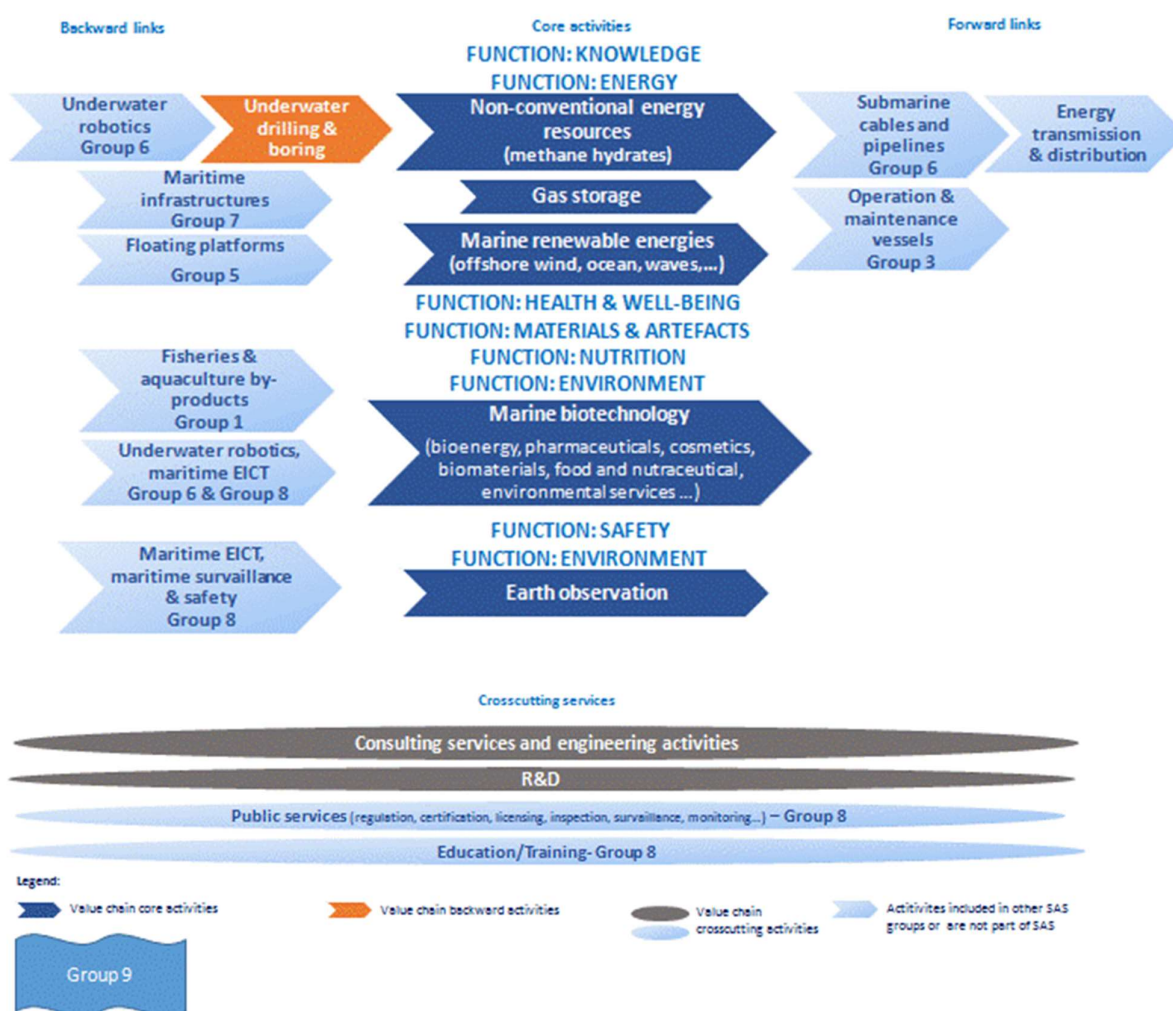 Backward links
Core activities
Forward links
FUNCTION: KNOWLEDGE
FUNCTION: ENERGY
Underwater
robotics
Group 6
Underwater
drilling &
boring
Non-conventional energy
resources
(methane hydrates)
Submarine
cables and
pipelines
Group 6
Energy
transmission
& distribution
Maritime
infrastructures
Group 7
Gas storage
Operation &
maintenance
vessels
Group 3
Floating platforms
Group 5
Marine renewable energies
(offshore wind, ocean, waves,...)
FUNCTION: HEALTH & WELL-BEING
FUNCTION: MATERIALS & ARTEFACTS
FUNCTION: NUTRITION
FUNCTION: ENVIRONMENT
Fisheries &
aquaculture by-
products
Group 1
Marine biotechnology
(bioenergy, pharmaceuticals, cosmetics,
biomaterials, food and nutraceutical,
environmental services ...)
Underwater robotics,
maritime EICT
Group 6 & Group 8
FUNCTION: SAFETY
FUNCTION: ENVIRONMENT
Maritime EICT,
maritime survaillance
& safety
Group 8
Earth observation
Crosscutting services
Consulting services and engineering activities
R&D
Public services (regulation, certification, licensing, inspection, survaillance, monitoring...) – Group 8
Education/Training- Group 8
Legend:
Value chain core activities
Value chain backward activities
Value chain
crosscutting activities
Actitivites included in other SAS
groups or are not part of SAS
Group 9